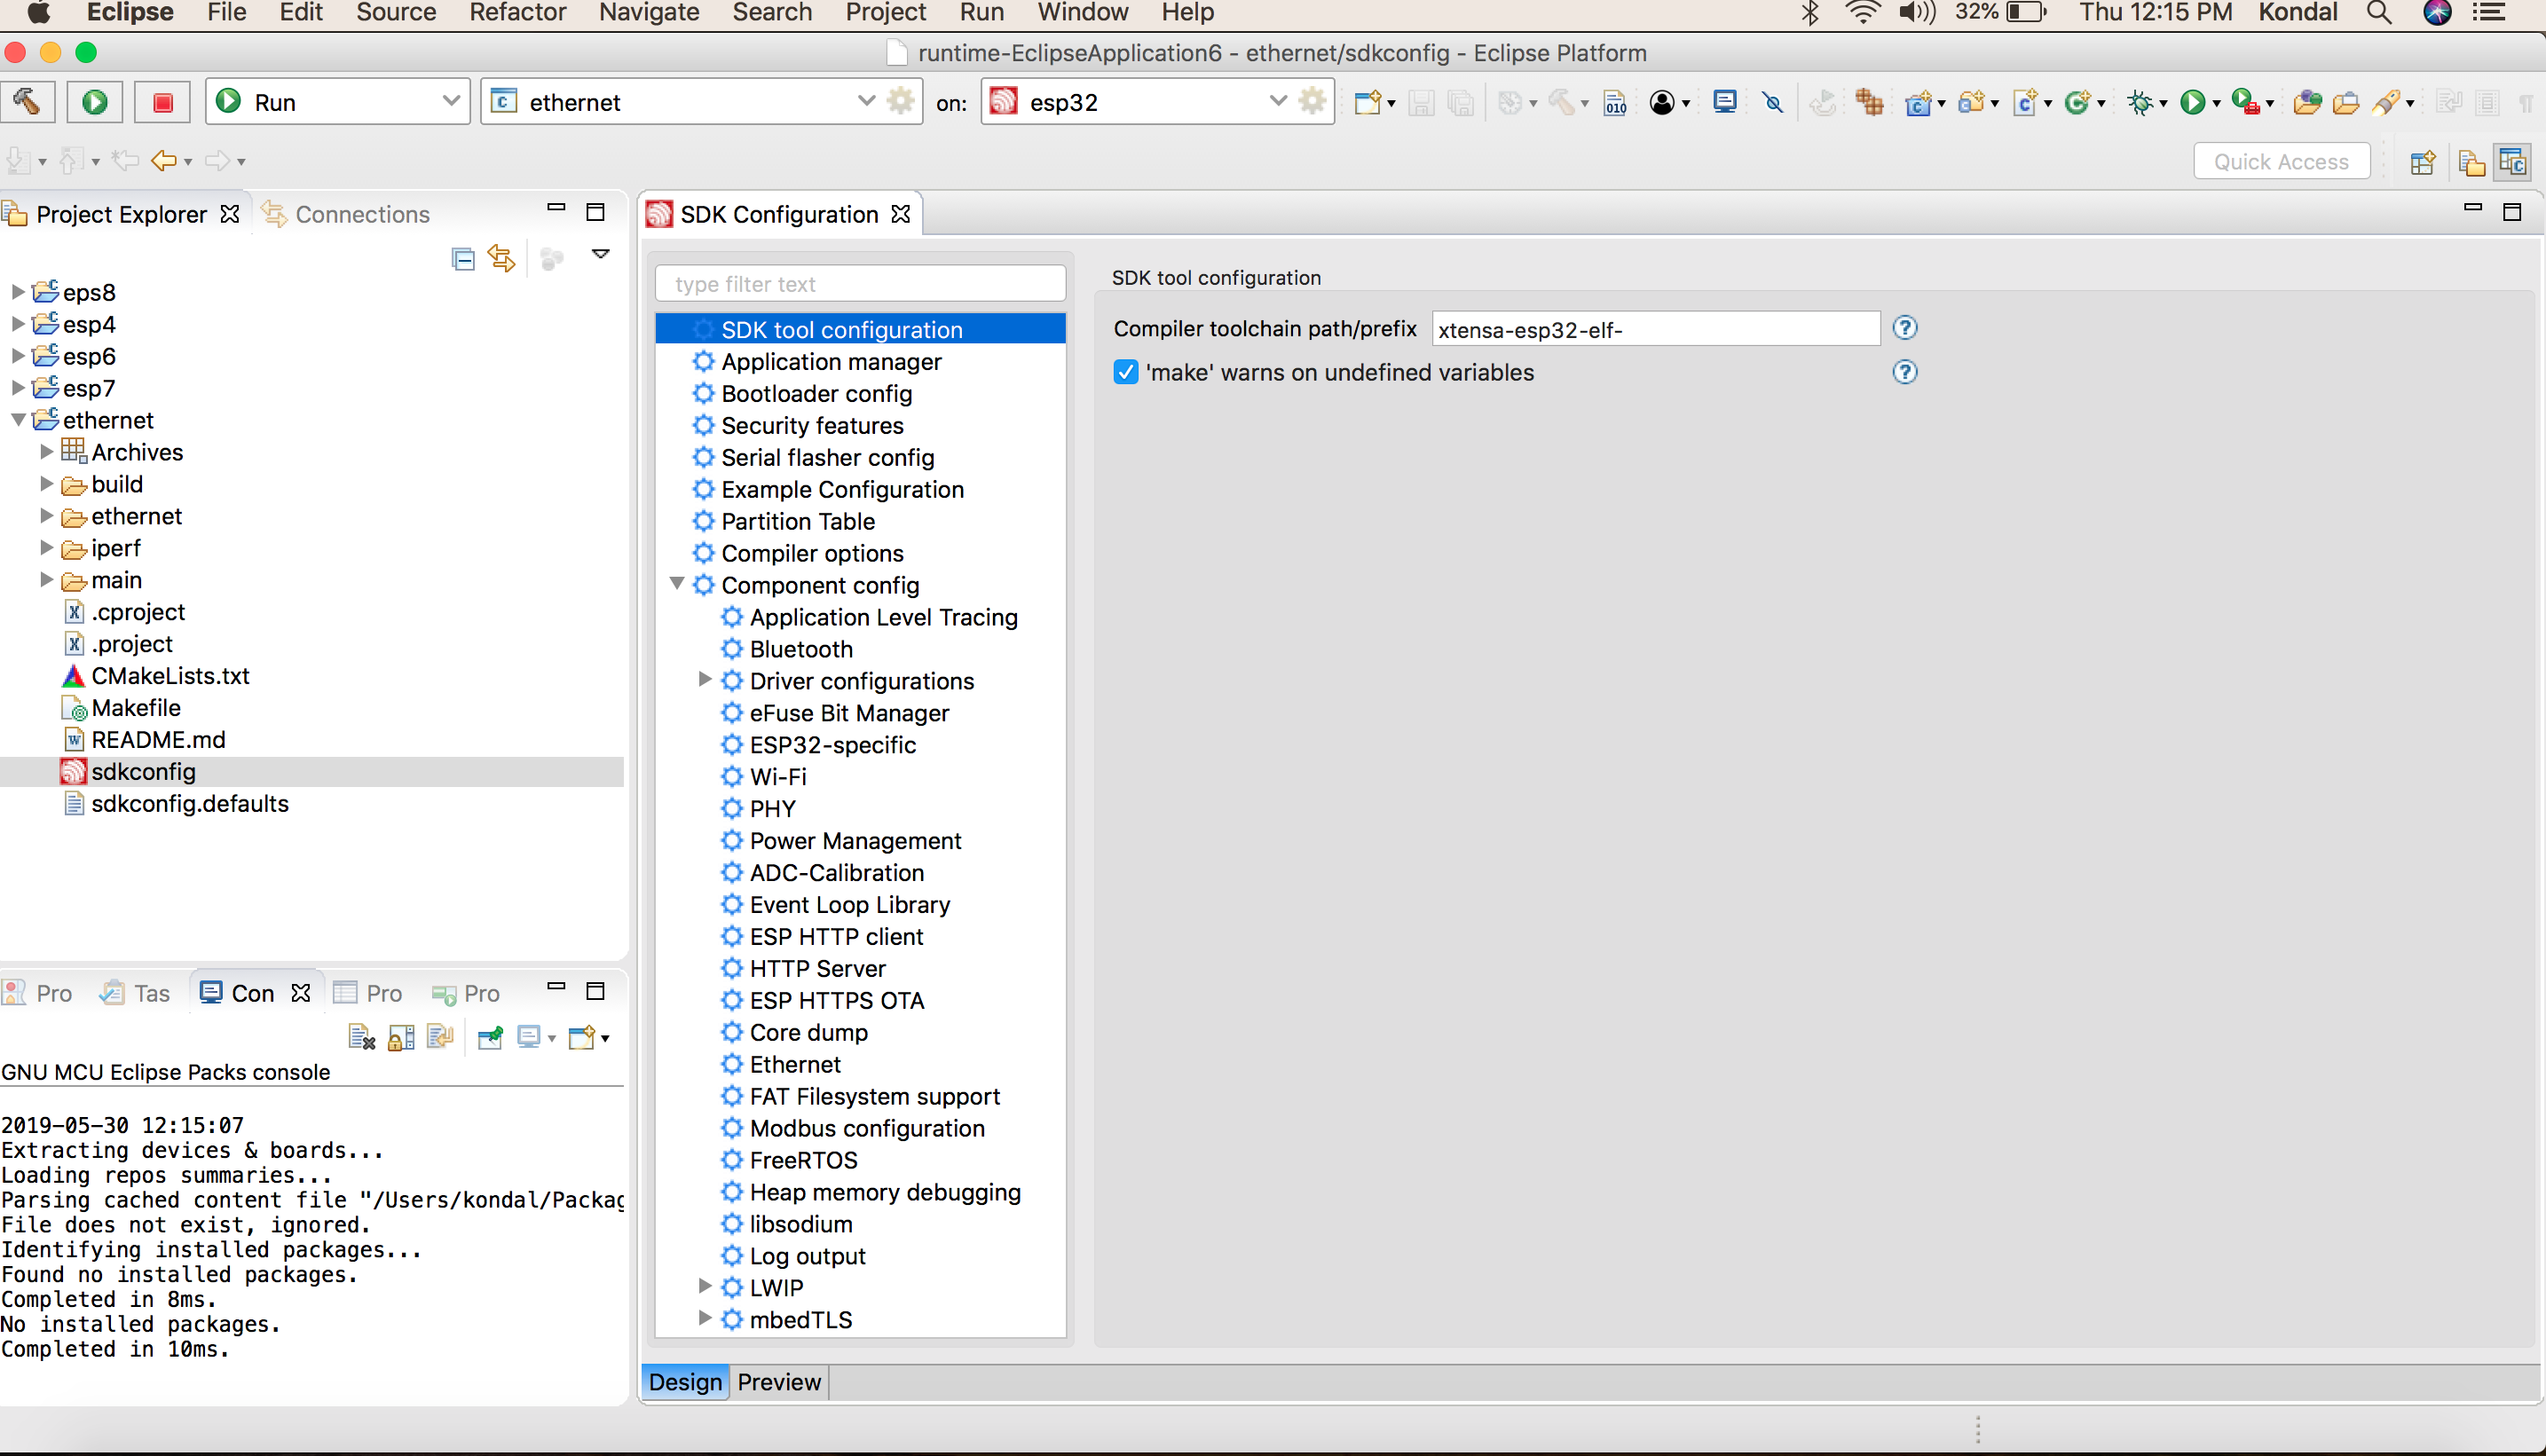 Eclipse File Edit Source Refactor Navigate Search Project Run Window Help 32% Thu 12:15 PM Kondal
runtime-EclipseApplication6 - ethernet/sdkconfig - Eclipse Platform
Run ethernet on: esp32
Quick Access
Project Explorer Connections
eps8
esp4
esp6
esp7
ethernet
Archives
build
ethernet
iperf
main
.cproject
.project
CMakeLists.txt
Makefile
README.md
sdkconfig
sdkconfig.defaults
Pro Tas Con Pro Pro
GNU MCU Eclipse Packs console
2019-05-30 12:15:07
Extracting devices & boards...
Loading repos summaries...
Parsing cached content file "/Users/kondal/Packag
File does not exist, ignored.
Identifying installed packages...
Found no installed packages.
Completed in 8ms.
No installed packages.
Completed in 10ms.
SDK Configuration
type filter text
SDK tool configuration
Application manager
Bootloader config
Security features
Serial flasher config
Example Configuration
Partition Table
Compiler options
Component config
Application Level Tracing
Bluetooth
Driver configurations
eFuse Bit Manager
ESP32-specific
Wi-Fi
PHY
Power Management
ADC-Calibration
Event Loop Library
ESP HTTP client
HTTP Server
ESP HTTPS OTA
Core dump
Ethernet
FAT Filesystem support
Modbus configuration
FreeRTOS
Heap memory debugging
libsodium
Log output
LWIP
mbedTLS
SDK tool configuration
Compiler toolchain path/prefix xtensa-esp32-elf-
'make' warns on undefined variables
Design Preview